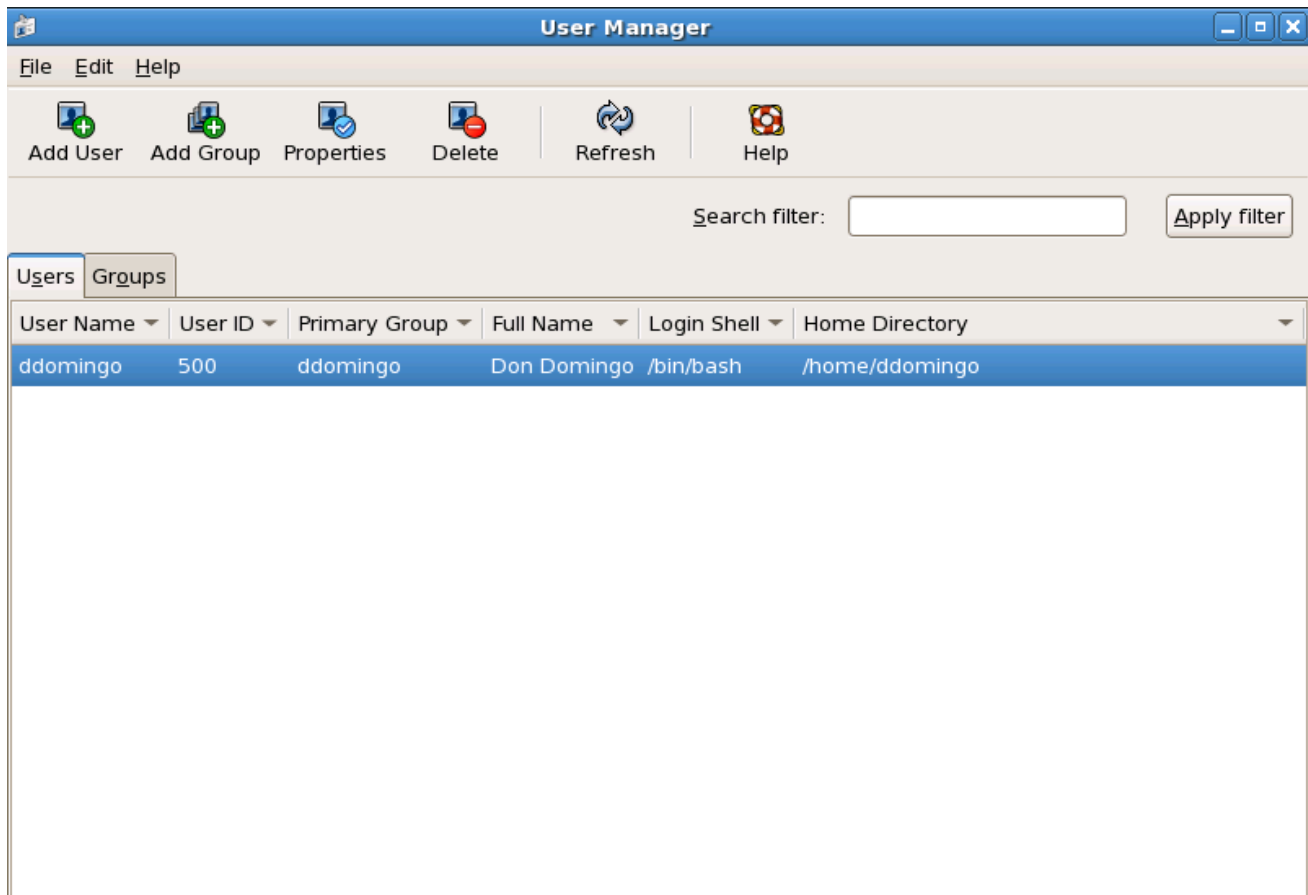 User Manager
File Edit Help
Add User Add Group Properties Delete Refresh Help
Search filter: Apply filter
Users Groups
User Name User ID Primary Group Full Name Login Shell Home Directory
ddomingo 500 ddomingo Don Domingo /bin/bash /home/ddomingo